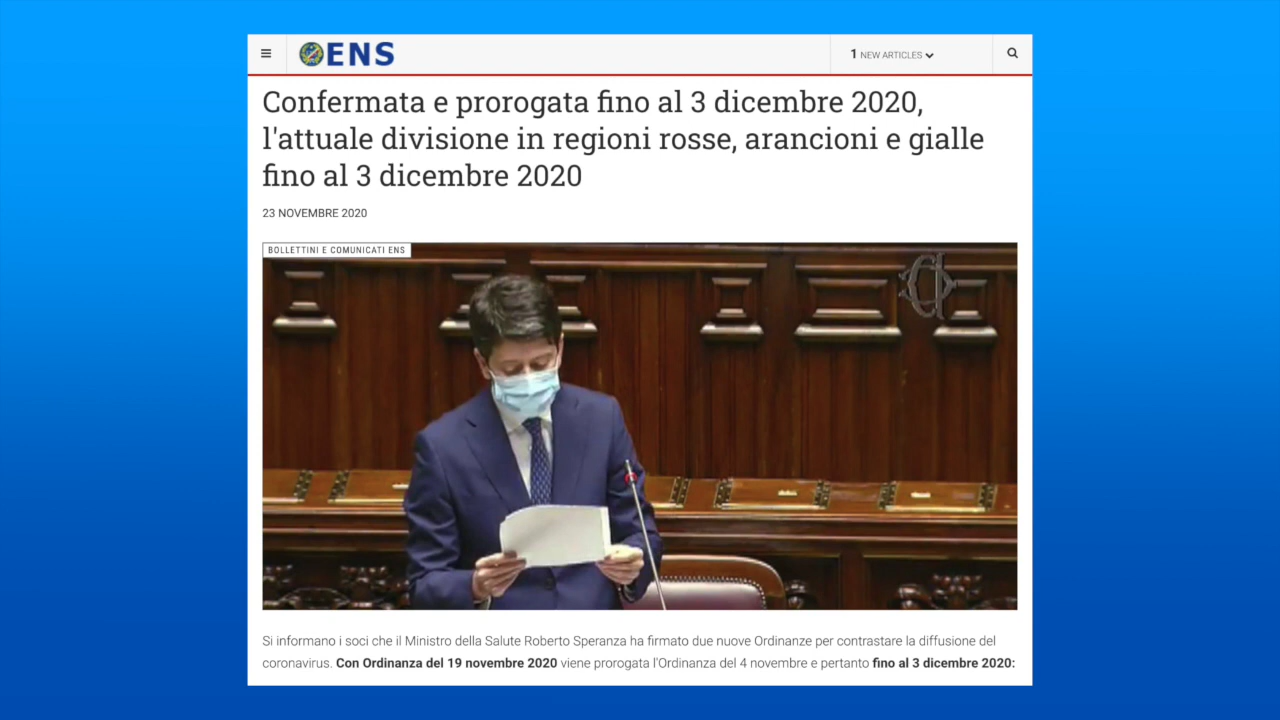 ENS
1 NEW ARTICLES
Confermata e prorogata fino al 3 dicembre 2020,
l'attuale divisione in regioni rosse, arancioni e gialle
fino al 3 dicembre 2020
23 NOVEMBRE 2020
BOLLETTINI E COMUNICATI ENS
Si informano i soci che il Ministro della Salute Roberto Speranza ha firmato due nuove Ordinanze per contrastare la diffusione del
coronavirus. Con Ordinanza del 19 novembre 2020 viene prorogata l'Ordinanza del 4 novembre e pertanto fino al 3 dicembre 2020: